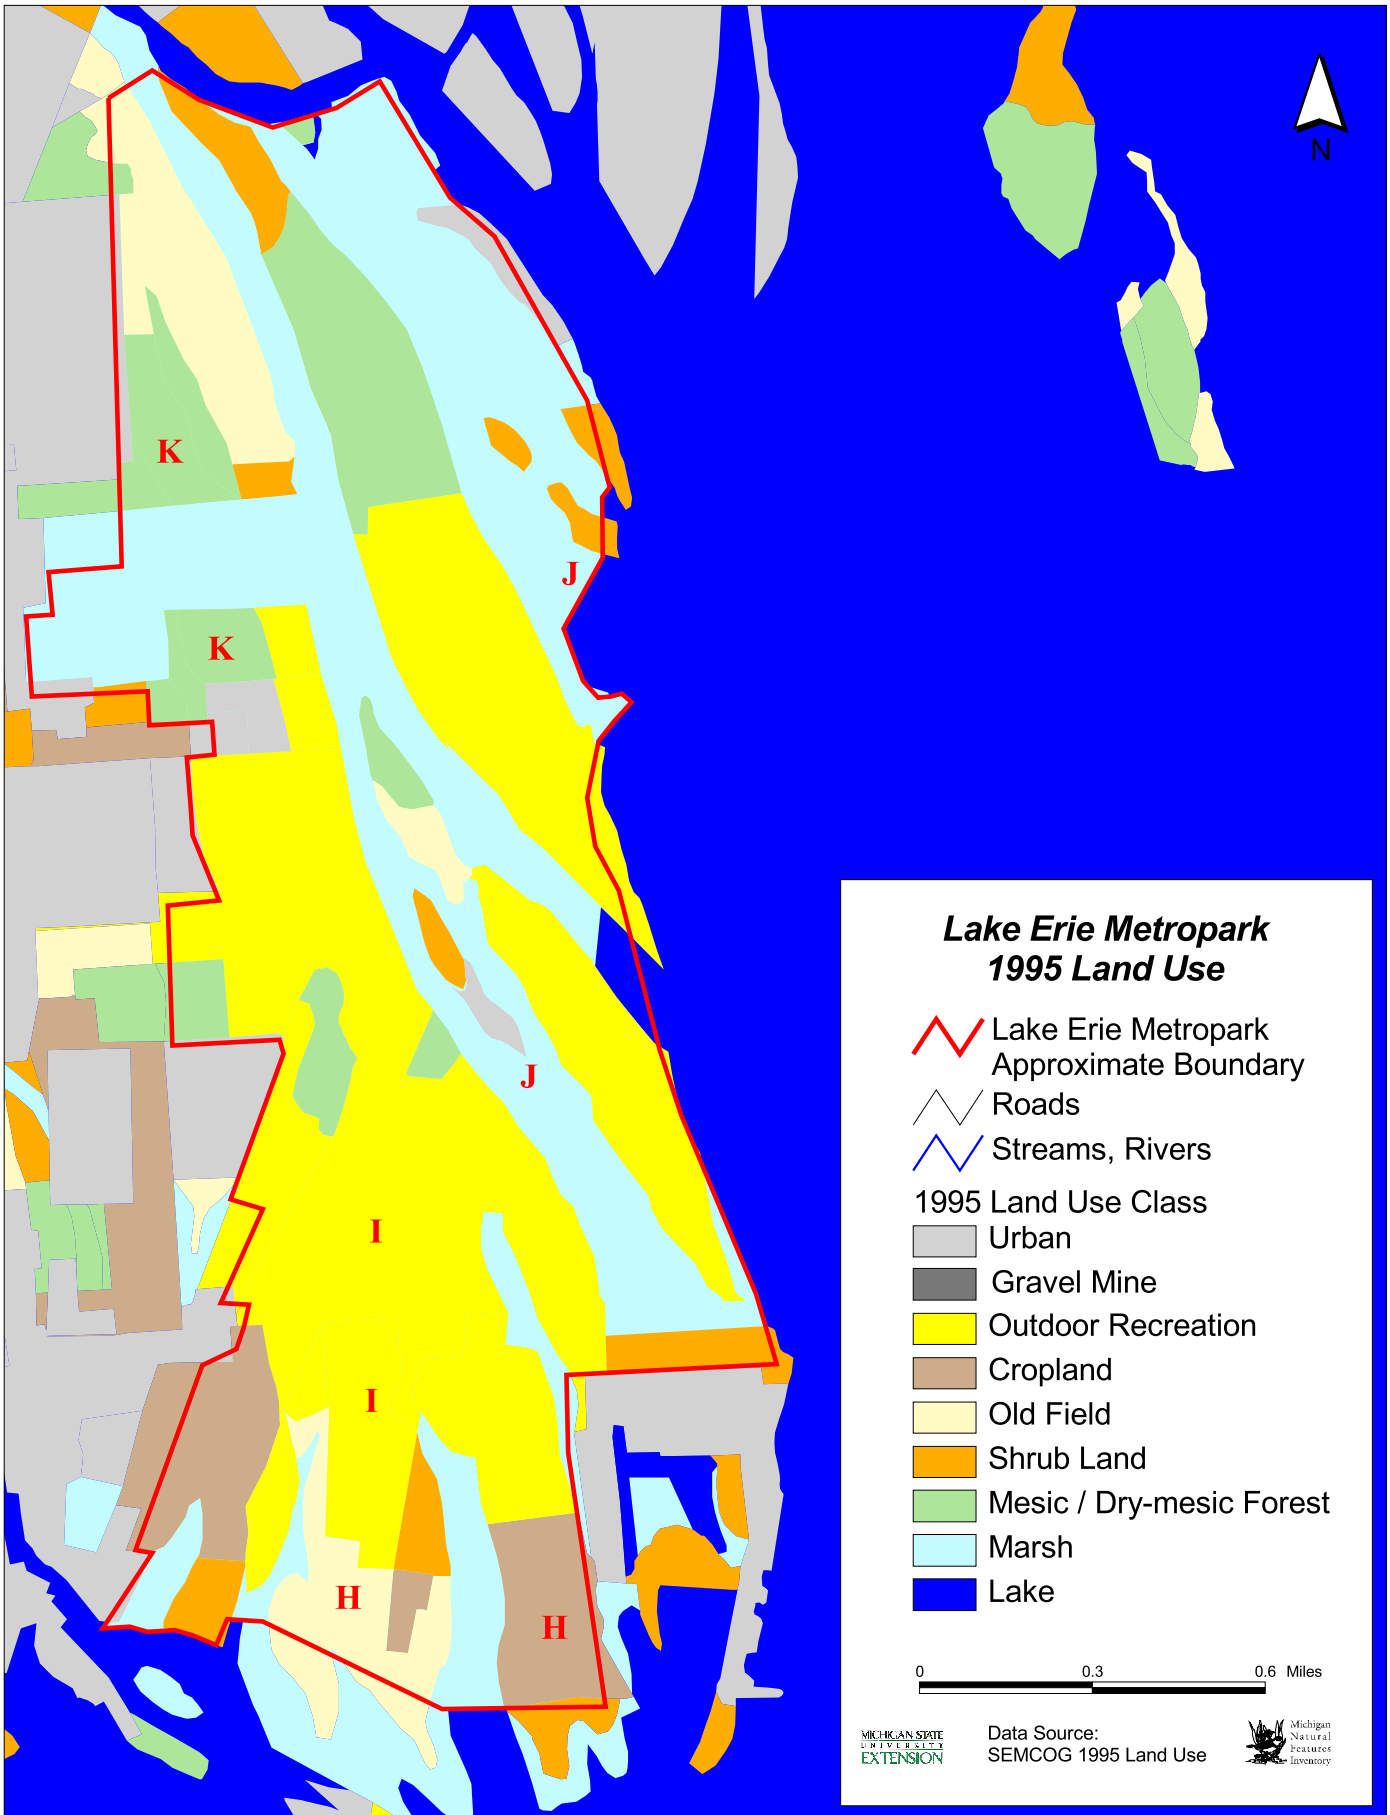 N
K
J
K
J
I
I
H
H
Lake Erie Metropark
1995 Land Use
Lake Erie Metropark
Approximate Boundary
Roads
Streams, Rivers
1995 Land Use Class
Urban
Gravel Mine
Outdoor Recreation
Cropland
Old Field
Shrub Land
Mesic / Dry-mesic Forest
Marsh
Lake
0 0.3 0.6 Miles
MICHIGAN STATE
UNIVERSITY
EXTENSION
Data Source:
SEMCOG 1995 Land Use
Michigan
Natural
Features
Inventory